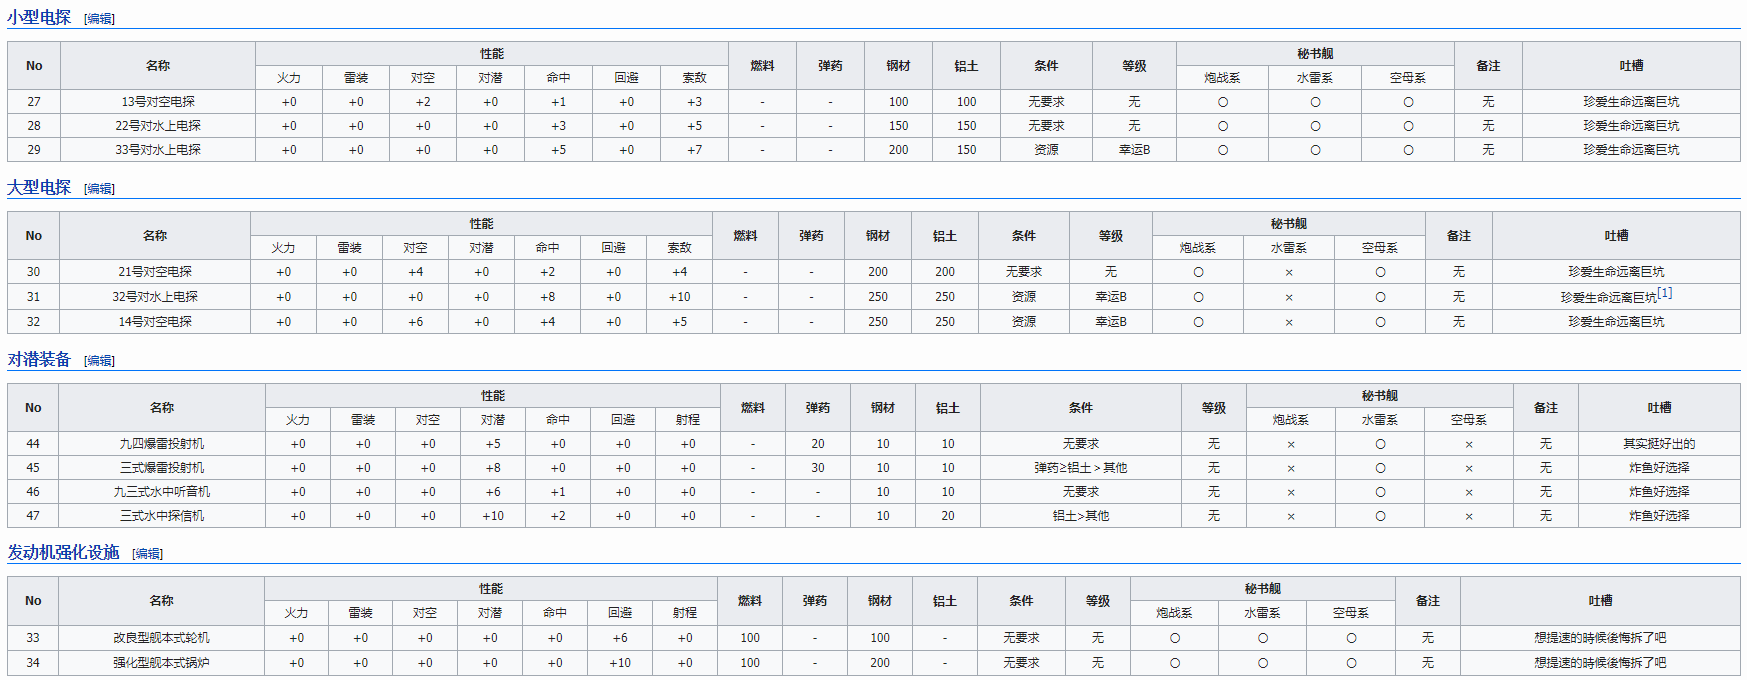 小型电探 [编辑]
No 名称 性能 燃料 弹药 钢材 铝土 条件 等级 秘书舰 备注 吐槽
火力 雷装 对空 对潜 命中 回避 索敌 炮战系 水雷系 空母系
27 13号对空电探 +0 +0 +2 +0 +1 +0 +3 - - 100 100 无要求 无 ○ ○ ○ 无 珍爱生命远离巨坑
28 22号对水上电探 +0 +0 +0 +0 +3 +0 +5 - - 150 150 无要求 无 ○ ○ ○ 无 珍爱生命远离巨坑
29 33号对水上电探 +0 +0 +0 +0 +5 +0 +7 - - 200 150 资源 幸运B ○ ○ ○ 无 珍爱生命远离巨坑
大型电探 [编辑]
No 名称 性能 燃料 弹药 钢材 铝土 条件 等级 秘书舰 备注 吐槽
火力 雷装 对空 对潜 命中 回避 索敌 炮战系 水雷系 空母系
30 21号对空电探 +0 +0 +4 +0 +2 +0 +4 - - 200 200 无要求 无 ○ × ○ 无 珍爱生命远离巨坑
31 32号对水上电探 +0 +0 +0 +0 +8 +0 +10 - - 250 250 资源 幸运B ○ × ○ 无 珍爱生命远离巨坑[1]
32 14号对空电探 +0 +0 +6 +0 +4 +0 +5 - - 250 250 资源 幸运B ○ × ○ 无 珍爱生命远离巨坑
对潜装备 [编辑]
No 名称 性能 燃料 弹药 钢材 铝土 条件 等级 秘书舰 备注 吐槽
火力 雷装 对空 对潜 命中 回避 射程 炮战系 水雷系 空母系
44 九四爆雷投射机 +0 +0 +0 +5 +0 +0 +0 - 20 10 10 无要求 无 × ○ × 无 其实挺好出的
45 三式爆雷投射机 +0 +0 +0 +8 +0 +0 +0 - 30 10 10 弹药≥铝土＞其他 无 × ○ × 无 炸鱼好选择
46 九三式水中听音机 +0 +0 +0 +6 +1 +0 +0 - - 10 10 无要求 无 × ○ × 无 炸鱼好选择
47 三式水中探信机 +0 +0 +0 +10 +2 +0 +0 - - 10 20 铝土>其他 无 × ○ × 无 炸鱼好选择
发动机强化设施 [编辑]
No 名称 性能 燃料 弹药 钢材 铝土 条件 等级 秘书舰 备注 吐槽
火力 雷装 对空 对潜 命中 回避 射程 炮战系 水雷系 空母系
33 改良型舰本式轮机 +0 +0 +0 +0 +0 +6 +0 100 - 100 - 无要求 无 ○ ○ ○ 无 想提速的時候後悔拆了吧
34 强化型舰本式锅炉 +0 +0 +0 +0 +0 +10 +0 100 - 200 - 无要求 无 ○ ○ ○ 无 想提速的時候後悔拆了吧